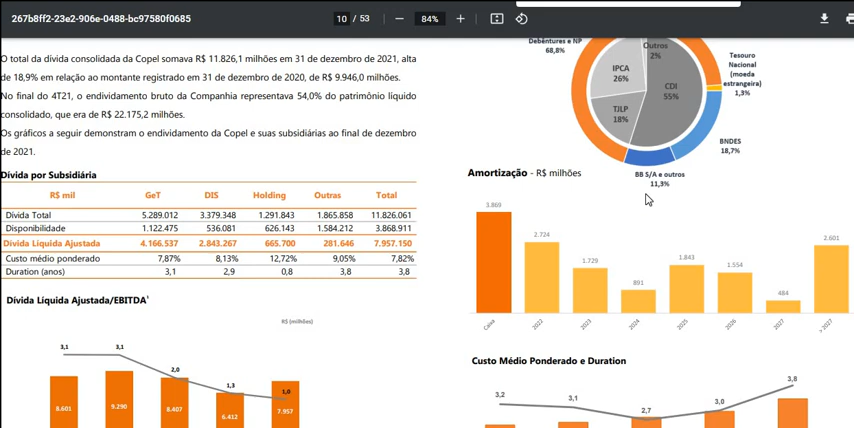 267b8ff2-23e2-906e-0488-bc97580f0685
10 / 53
84%
O total da dívida consolidada da Copel somava R$ 11.826,1 milhões em 31 de dezembro de 2021, alta
de 18,9% em relação ao montante registrado em 31 de dezembro de 2020, de R$ 9.946,0 milhões.
No final do 4T21, o endividamento bruto da Companhia representava 54,0% do patrimônio líquido
consolidado, que era de R$ 22.175,2 milhões.
Os gráficos a seguir demonstram o endividamento da Copel e suas subsidiárias ao final de dezembro
de 2021.
Dívida por Subsidiária
R$ mil GeT DIS Holding Outras Total
Dívida Total 5.289.012 3.379.348 1.291.843 1.865.858 11.826.061
Disponibilidade 1.122.475 536.081 626.143 1.584.212 3.868.911
Dívida Líquida Ajustada 4.166.537 2.843.267 665.700 281.646 7.957.150
Custo médio ponderado 7,87% 8,13% 12,72% 9,05% 7,82%
Duration (anos) 3,1 2,9 0,8 3,8 3,8
Dívida Líquida Ajustada/EBITDA¹
R$ (milhões)
3,1 3,1 2,0 1,3 1,0
8.601 9.290 8.407 6.412 7.957
Debêntures e NP
68,8%
Outros
2%
IPCA
26%
CDI
55%
TJLP
18%
Tesouro
Nacional
(moeda
estrangeira)
1,3%
BNDES
18,7%
BB S/A e outros
11,3%
Amortização - R$ milhões
3.869 2.724 1.729 891 1.843 1.554 484 2.601
Caixa 2022 2023 2024 2025 2026 2027 > 2027
Custo Médio Ponderado e Duration
3,2 3,1 2,7 3,0 3,8